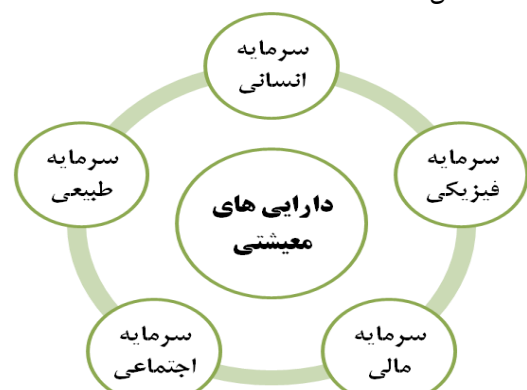 سرمایه
انسانی
سرمایه
فیزیکی
سرمایه
طبیعی
دارایی های
معیشتی
سرمایه
مالی
سرمایه
اجتماعی